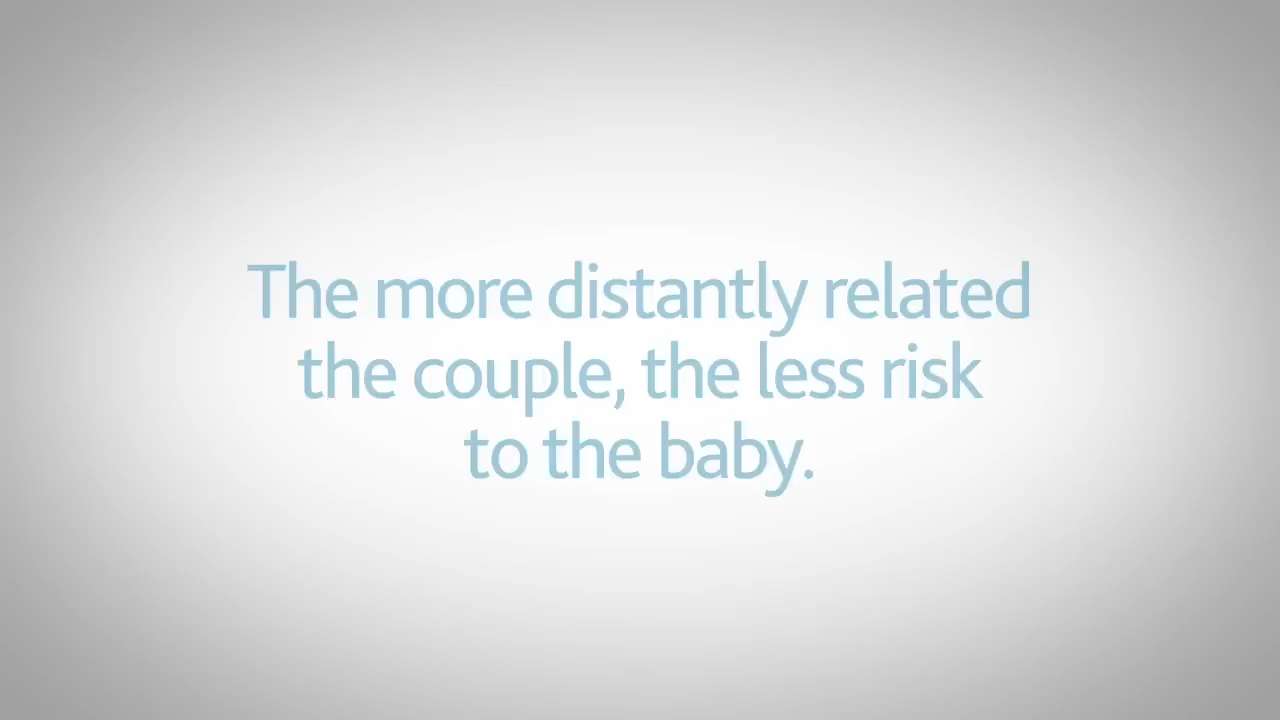 The more distantly related
the couple, the less risk
to the baby.